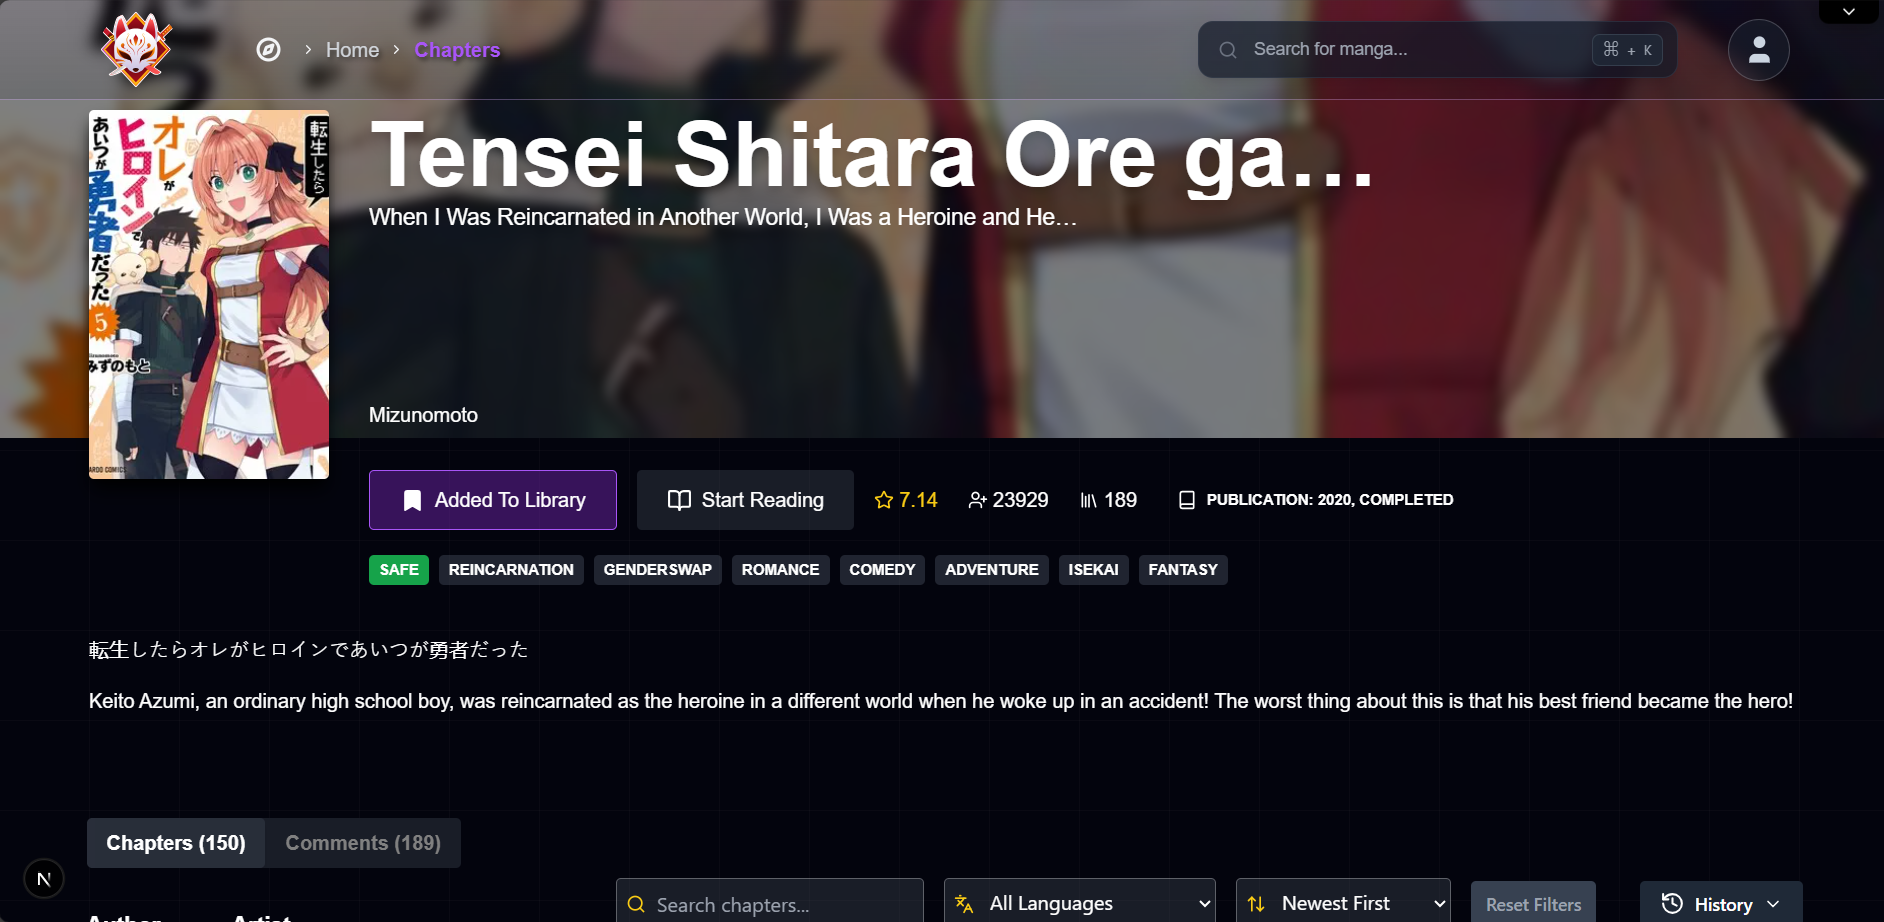 Home
Chapters
Search for manga...
⌘ + K
転生したら
オレが
ヒロインで
あいつが勇者だった
5
みずのもと
Tensei Shitara Ore ga...
When I Was Reincarnated in Another World, I Was a Heroine and He...
Mizunomoto
Added To Library
Start Reading
7.14
23929
189
PUBLICATION: 2020, COMPLETED
SAFE
REINCARNATION
GENDERSWAP
ROMANCE
COMEDY
ADVENTURE
ISEKAI
FANTASY
転生したらオレがヒロインであいつが勇者だった
Keito Azumi, an ordinary high school boy, was reincarnated as the heroine in a different world when he woke up in an accident! The worst thing about this is that his best friend became the hero!
Chapters (150)
Comments (189)
N
Author
Artist
Search chapters...
All Languages
Newest First
Reset Filters
History